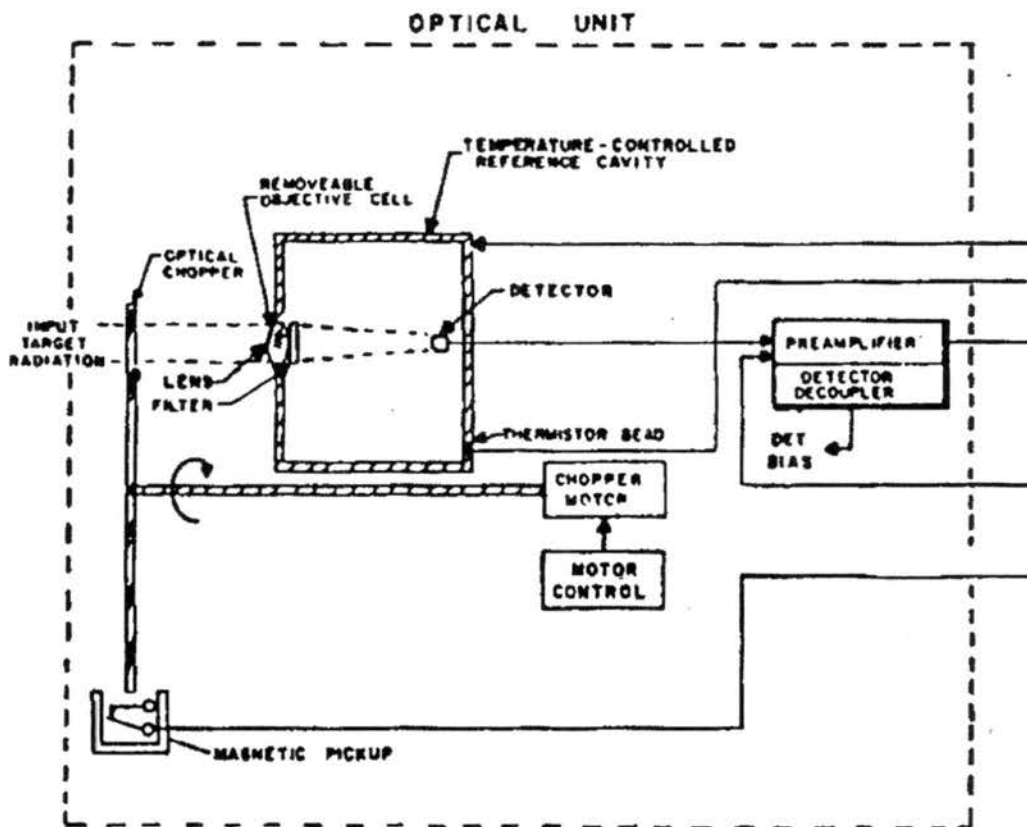 OPTICAL UNIT
TEMPERATURE-CONTROLLED
REFERENCE CAVITY
REMOVEABLE
OBJECTIVE CELL
OPTICAL
CHOPPER
DETECTOR
INPUT
TARGET
RADIATION
PREAMPLIFIER
LENS
FILTER
DETECTOR
DECOUPLER
THERMISTOR BEAD
DET
BIAS
CHOPPER
MOTOR
MOTOR
CONTROL
MAGNETIC PICKUP